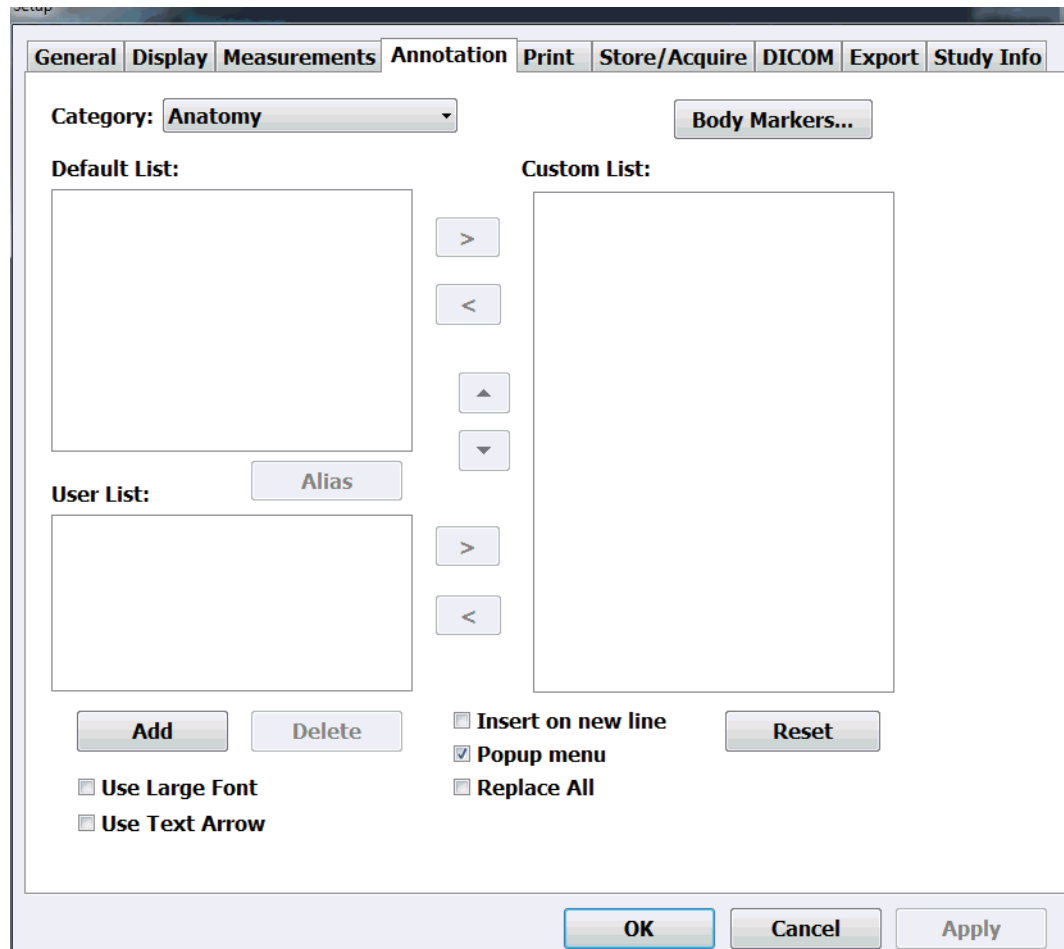 Setup
General Display Measurements Annotation Print Store/Acquire DICOM Export Study Info
Category: Anatomy Body Markers...
Default List: Custom List:
>
<
Alias
User List:
>
<
Add Delete Insert on new line Reset
Popup menu
Use Large Font Replace All
Use Text Arrow
OK Cancel Apply